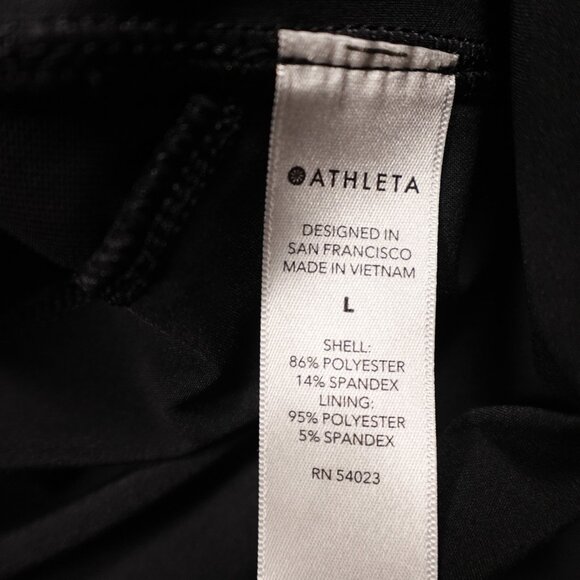 ATHLETA
DESIGNED IN
SAN FRANCISCO
MADE IN VIETNAM
L
SHELL:
86% POLYESTER
14% SPANDEX
LINING:
95% POLYESTER
5% SPANDEX
RN 54023